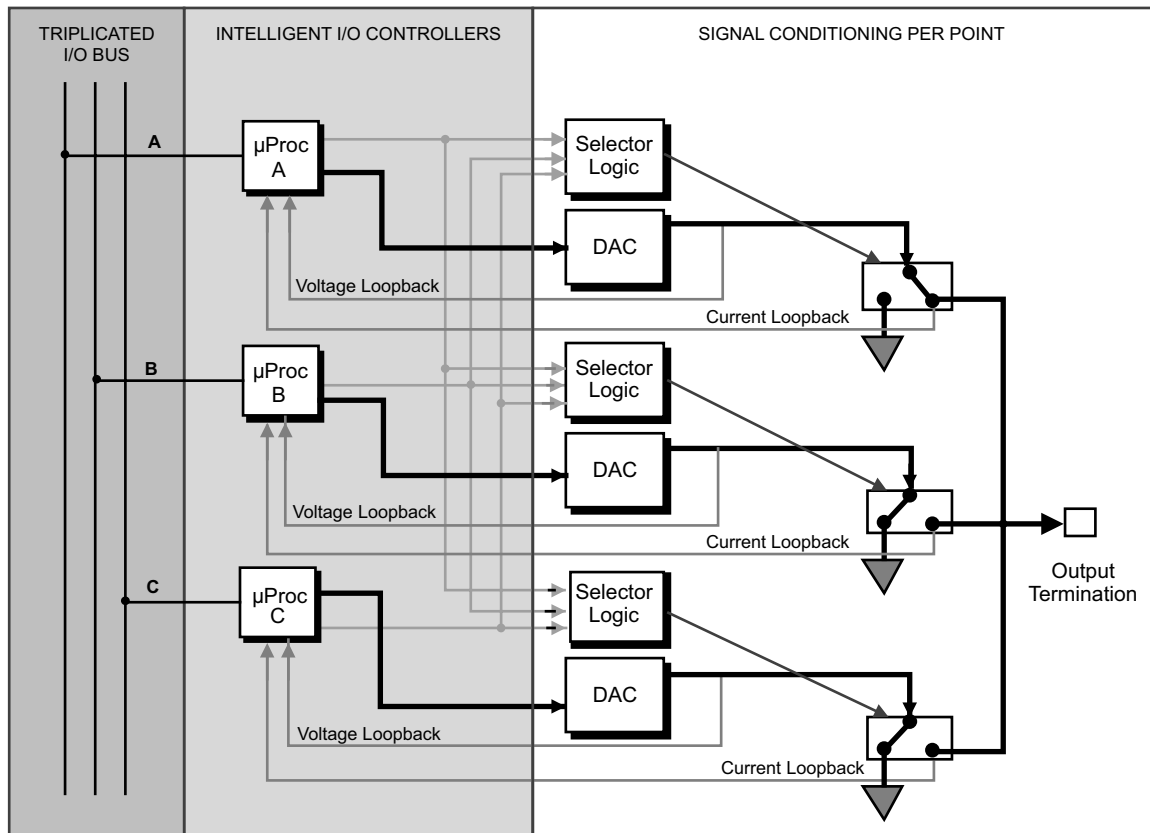 TRIPLICATED
I/O BUS
INTELLIGENT I/O CONTROLLERS
SIGNAL CONDITIONING PER POINT
A
µProc
A
Selector
Logic
DAC
Voltage Loopback
Current Loopback
B
µProc
B
Selector
Logic
DAC
Voltage Loopback
Current Loopback
Output
Termination
C
µProc
C
Selector
Logic
DAC
Voltage Loopback
Current Loopback